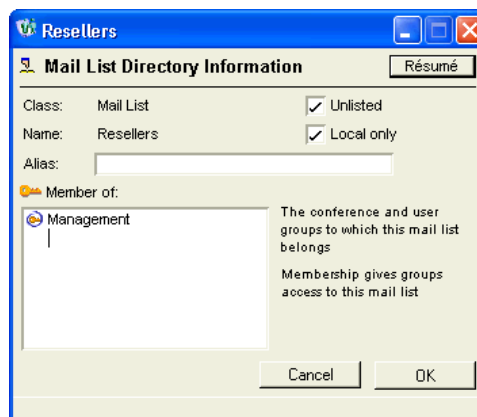 Resellers
Mail List Directory Information
Résumé
Class: Mail List
Unlisted
Name: Resellers
Local only
Alias:
Member of:
Management
The conference and user
groups to which this mail list
belongs
Membership gives groups
access to this mail list
Cancel
OK